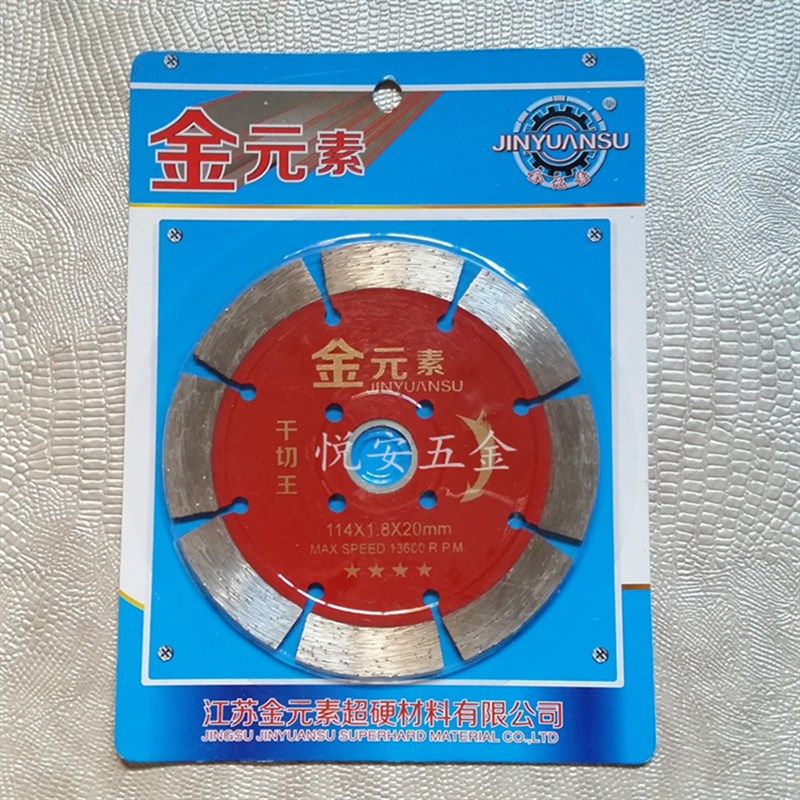 金元素
JINYUANSU
®
金元素
JINYUANSU
干切王
悦安五金
114X1.8X20mm
MAX SPEED 13600 R.P.M
★★★★
江苏金元素超硬材料有限公司
JINGSU JINYUANSU SUPERHARD MATERIAL CO.,LTD